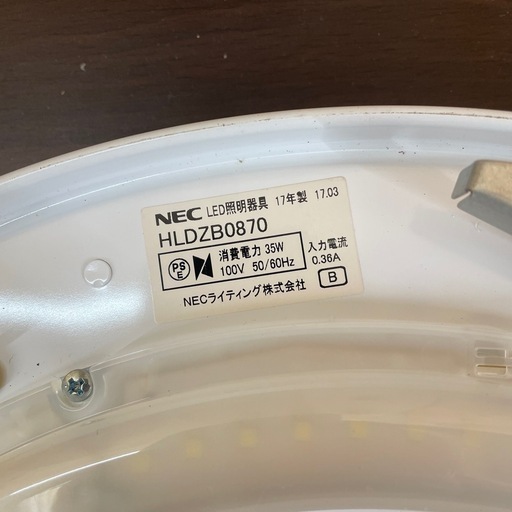 NEC LED照明器具 17年製 17.03
HLDZB0870
PS E 消費電力 35W 入力電流
100V 50/60Hz 0.36A
B
NECライティング株式会社